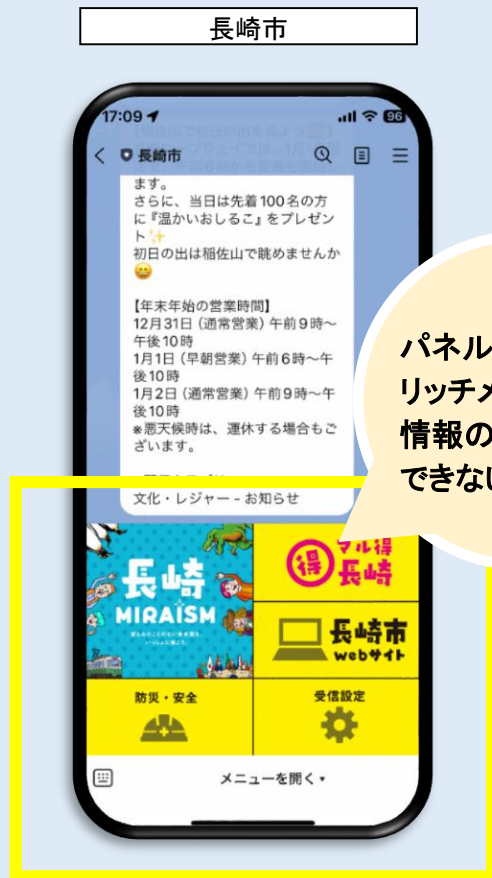 長崎市
17:09
96
長崎市
ます。
さらに、当日は先着100名の方
に『温かいおしるこ』をプレゼン
ト✨
初日の出は稲佐山で眺めませんか
😀
【年末年始の営業時間】
12月31日（通常営業）午前9時～
午後10時
1月1日（早朝営業）午前6時～午
後10時
1月2日（通常営業）午前9時～午
後10時
※悪天候時は、運休する場合もご
ざいます。
文化・レジャー - お知らせ
パネル
リッチメ
情報の
できな
長崎
MIRAISM
マル得
得 長崎
長崎市
webサイト
防災・安全
受信設定
メニューを開く▼